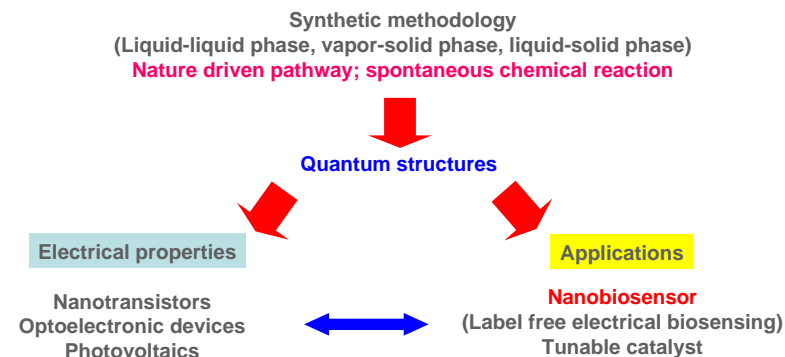 Synthetic methodology
(Liquid-liquid phase, vapor-solid phase, liquid-solid phase)
Nature driven pathway; spontaneous chemical reaction
Quantum structures
Electrical properties
Applications
Nanotransistors
Optoelectronic devices
Photovoltaics
Nanobiosensor
(Label free electrical biosensing)
Tunable catalyst